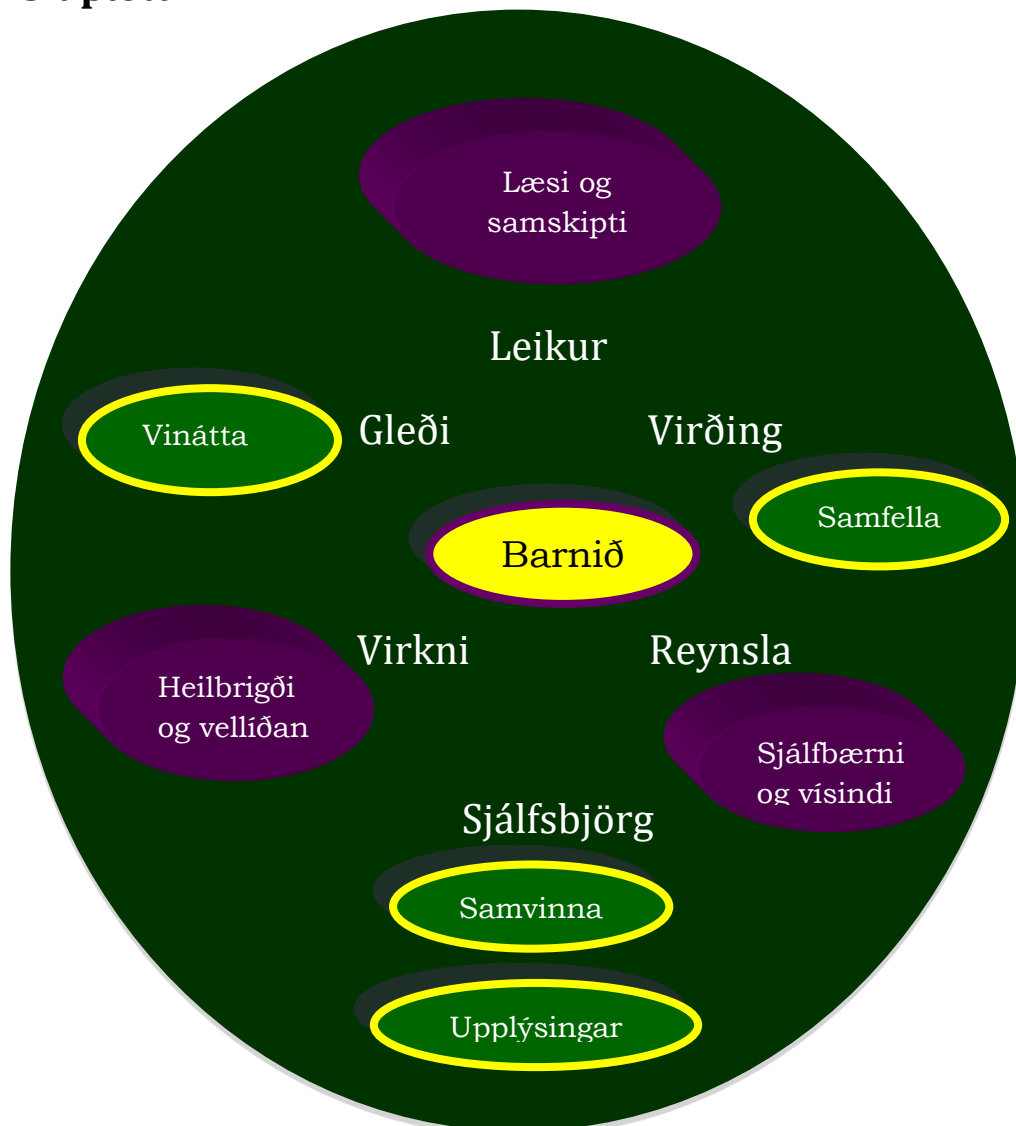 Læsi og
samskipti
Leikur
Vinátta
Gleði
Virðing
Samfella
Barnið
Virkni
Reynsla
Heilbrigði
og vellíðan
Sjálfbærni
og vísindi
Sjálfsbjörg
Samvinna
Upplýsingar